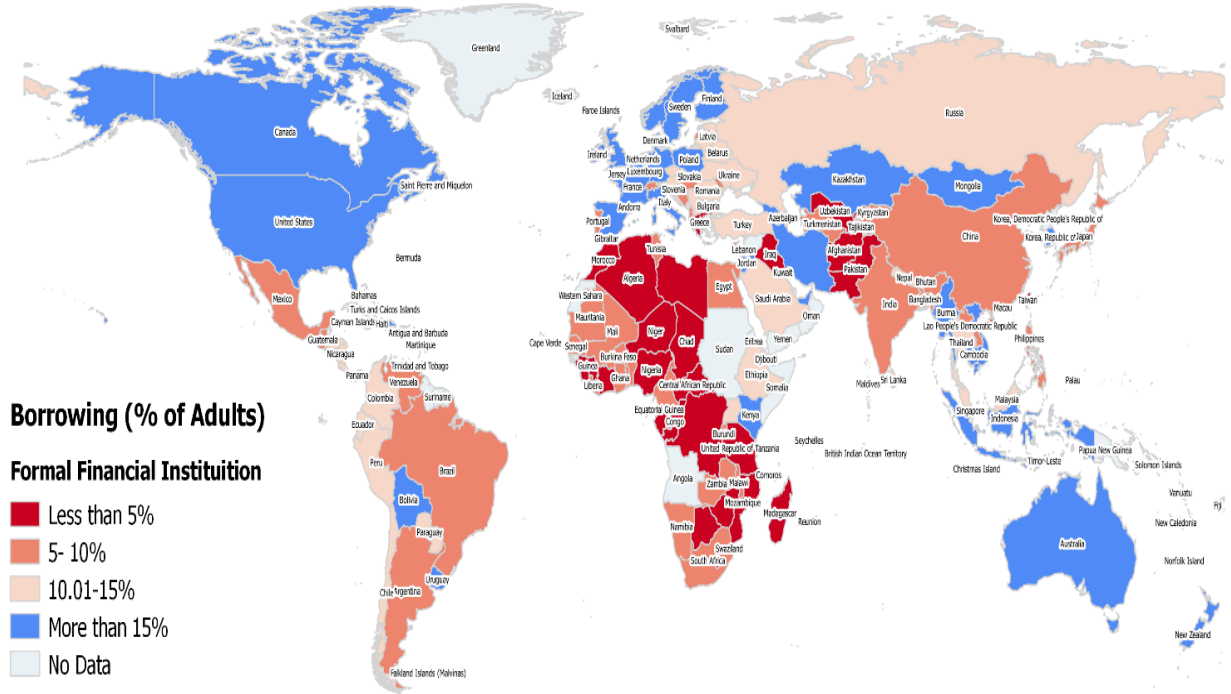 Svalbard
Greenland
Iceland
Faroe Islands
Sweden
Finland
Russia
Canada
Denmark
Latvia
Ireland
Netherlands
Poland
Belarus
Jersey
Luxembourg
Slovakia
Ukraine
Kazakhstan
Mongolia
Saint Pierre and Miquelon
France
Slovenia
Romania
United States
Andorra
Italy
Bulgaria
Portugal
Greece
Turkey
Azerbaijan
Uzbekistan
Kyrgyzstan
Turkmenistan
Tajikistan
Korea, Democratic People's Republic of
Korea, Republic of
Japan
China
Gibraltar
Tunisia
Lebanon
Iraq
Afghanistan
Bermuda
Morocco
Jordan
Kuwait
Pakistan
Algeria
Nepal
Bhutan
Bahamas
Mexico
Western Sahara
Egypt
Saudi Arabia
India
Bangladesh
Taiwan
Turks and Caicos Islands
Macau
Cayman Islands
Haiti
Mauritania
Mali
Niger
Oman
Burma
Lao People's Democratic Republic
Antigua and Barbuda
Guatemala
Martinique
Cape Verde
Senegal
Chad
Sudan
Eritrea
Yemen
Thailand
Philippines
Nicaragua
Burkina Faso
Djibouti
Cambodia
Trinidad and Tobago
Guinea
Nigeria
Panama
Venezuela
Liberia
Ghana
Central African Republic
Ethiopia
Somalia
Maldives
Sri Lanka
Palau
Colombia
Suriname
Equatorial Guinea
Kenya
Malaysia
Singapore
Indonesia
Borrowing (% of Adults)
Ecuador
Congo
Burundi
Seychelles
United Republic of Tanzania
British Indian Ocean Territory
Papua New Guinea
Peru
Brazil
Timor-Leste
Solomon Islands
Christmas Island
Formal Financial Instituition
Angola
Comoros
Zambia
Malawi
Bolivia
Vanuatu
Mozambique
Fiji
Less than 5%
Madagascar
Reunion
New Caledonia
Paraguay
Namibia
Australia
5- 10%
Swaziland
South Africa
Norfolk Island
Uruguay
10.01-15%
Chile
Argentina
More than 15%
New Zealand
No Data
Falkland Islands (Malvinas)